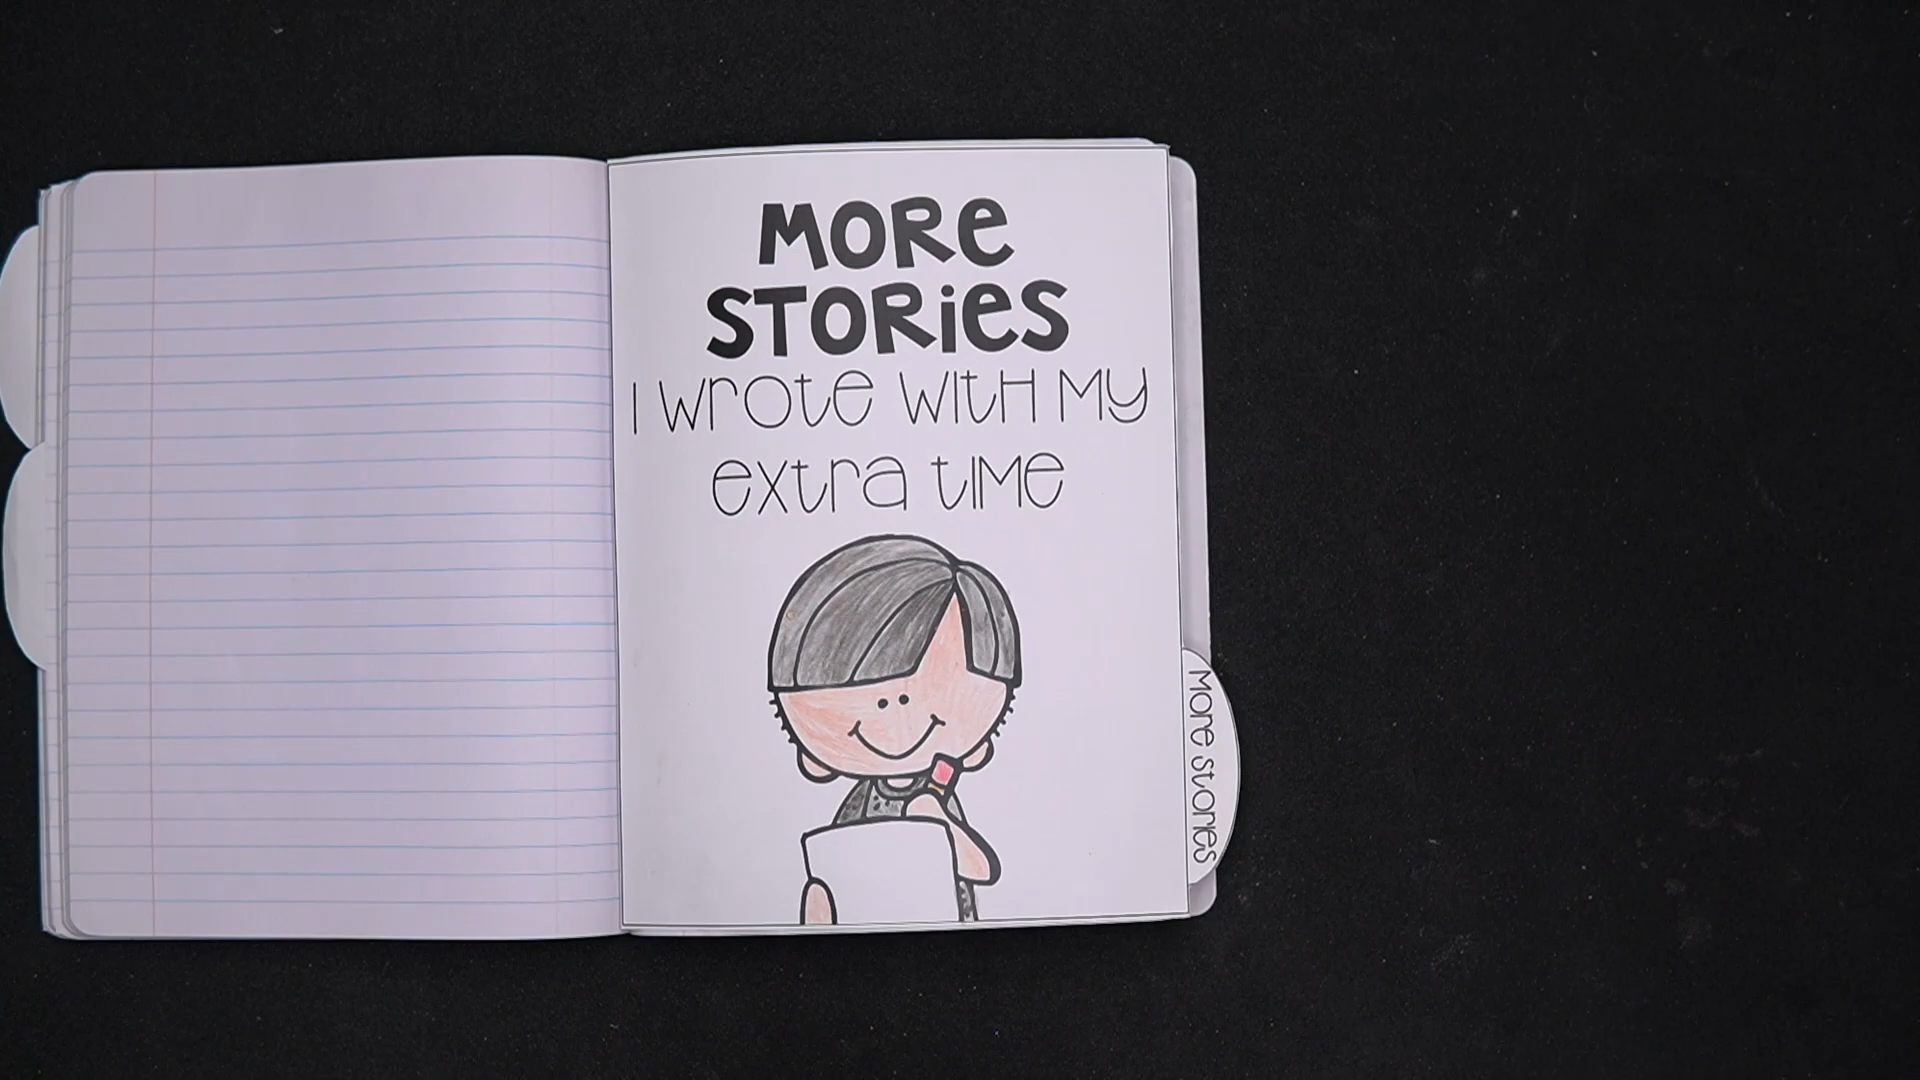 MORe
STORies
I wrote with my
extra time
More stories